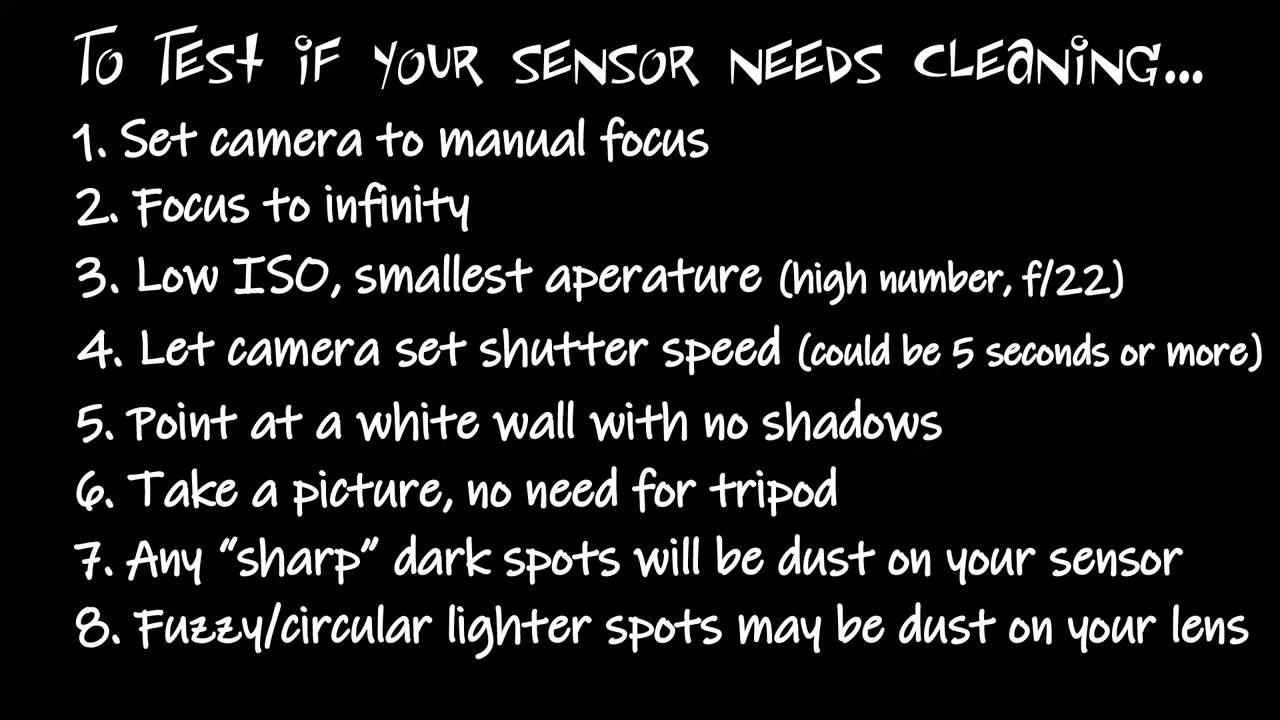 To Test if your sensor needs cleaning...
1. Set camera to manual focus
2. Focus to infinity
3. Low ISO, smallest aperature (high number, f/22)
4. Let camera set shutter speed (could be 5 seconds or more)
5. Point at a white wall with no shadows
6. Take a picture, no need for tripod
7. Any "sharp" dark spots will be dust on your sensor
8. Fuzzy/circular lighter spots may be dust on your lens